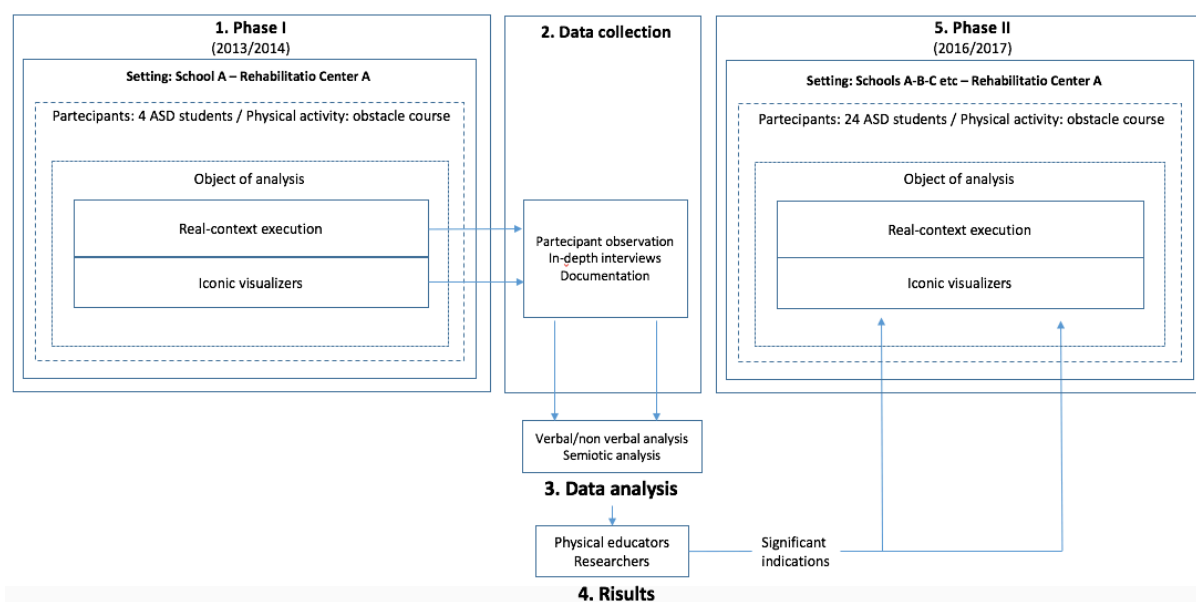 1. Phase I
(2013/2014)
Setting: School A – Rehabilitatio Center A
Partecipants: 4 ASD students / Physical activity: obstacle course
Object of analysis
Real-context execution
Iconic visualizers
2. Data collection
Partecipant observation
In-depth interviews
Documentation
Verbal/non verbal analysis
Semiotic analysis
3. Data analysis
Physical educators
Researchers
4. Risults
Significant
indications
5. Phase II
(2016/2017)
Setting: Schools A-B-C etc – Rehabilitatio Center A
Partecipants: 24 ASD students / Physical activity: obstacle course
Object of analysis
Real-context execution
Iconic visualizers